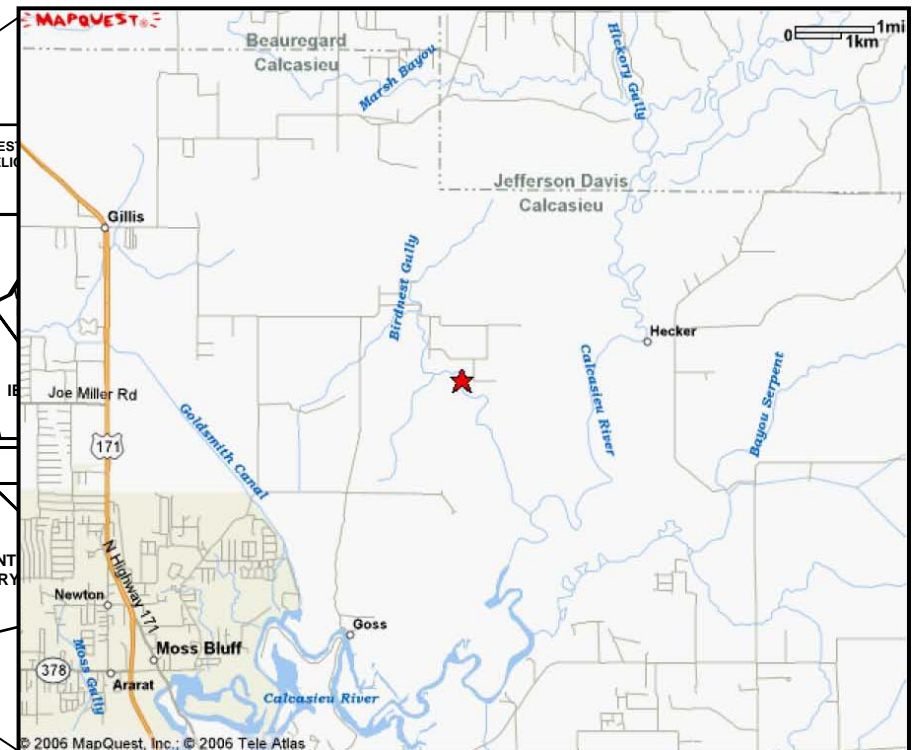 MAPQUEST
0 1mi
1km
Beauregard
Calcasieu
Marsh Bayou
Hickory Gully
Jefferson Davis
Calcasieu
Gillis
Birdnest Gully
Hecker
Calcasieu River
Bayou Serpent
Joe Miller Rd
Goldsmith Canal
171
N Highway 171
Newton
Goss
Moss Bluff
Moss Gully
378
Ararat
Calcasieu River
© 2006 MapQuest, Inc.; © 2006 Tele Atlas